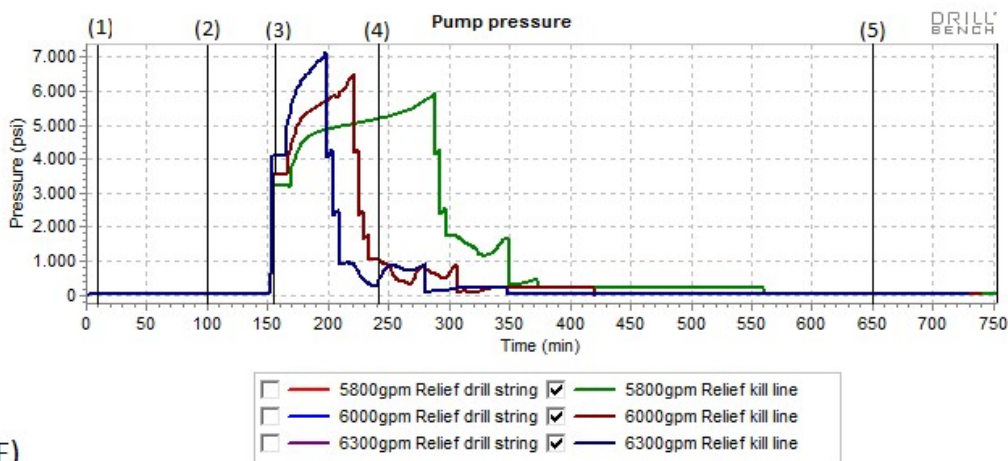 Pump pressure
DRILL BENCH
(1) (2) (3) (4) (5)
Pressure (psi)
7.000
6.000
5.000
4.000
3.000
2.000
1.000
0
0 50 100 150 200 250 300 350 400 450 500 550 600 650 700 750
Time (min)
5800gpm Relief drill string 5800gpm Relief kill line
6000gpm Relief drill string 6000gpm Relief kill line
6300gpm Relief drill string 6300gpm Relief kill line